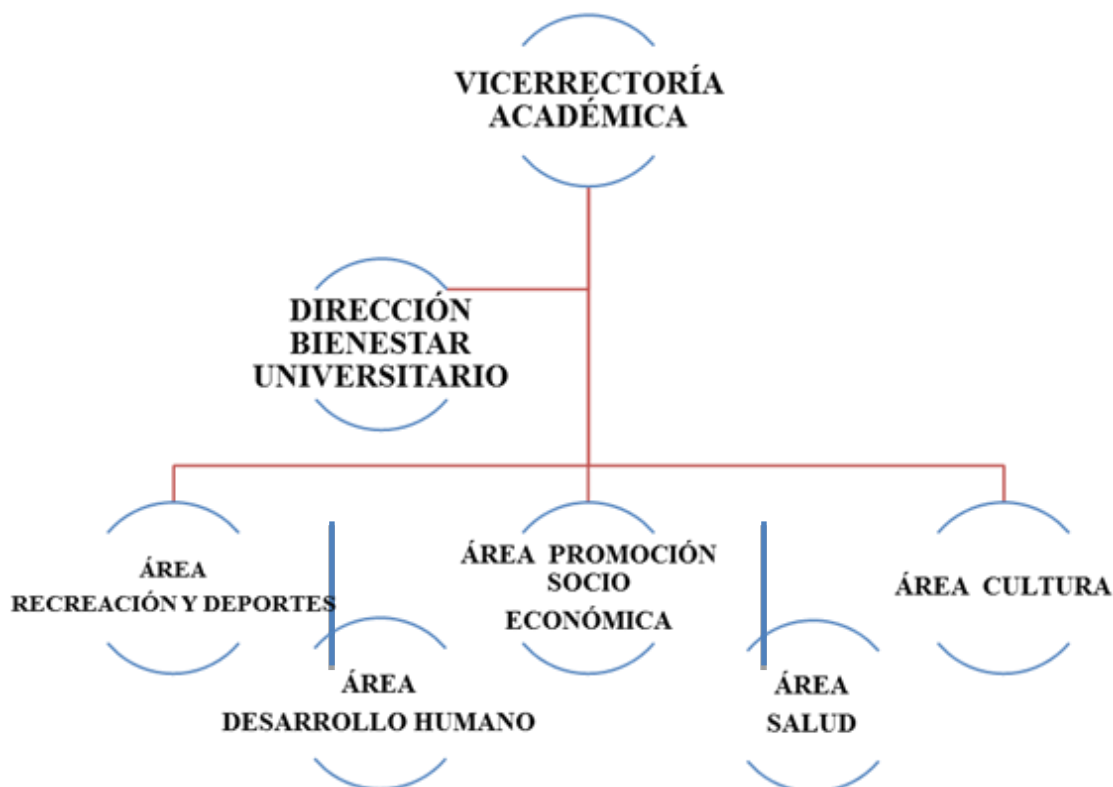 VICERRECTORÍA
ACADÉMICA
DIRECCIÓN
BIENESTAR
UNIVERSITARIO
ÁREA
RECREACIÓN Y DEPORTES
ÁREA PROMOCIÓN
SOCIO
ECONÓMICA
ÁREA CULTURA
ÁREA
DESARROLLO HUMANO
ÁREA
SALUD